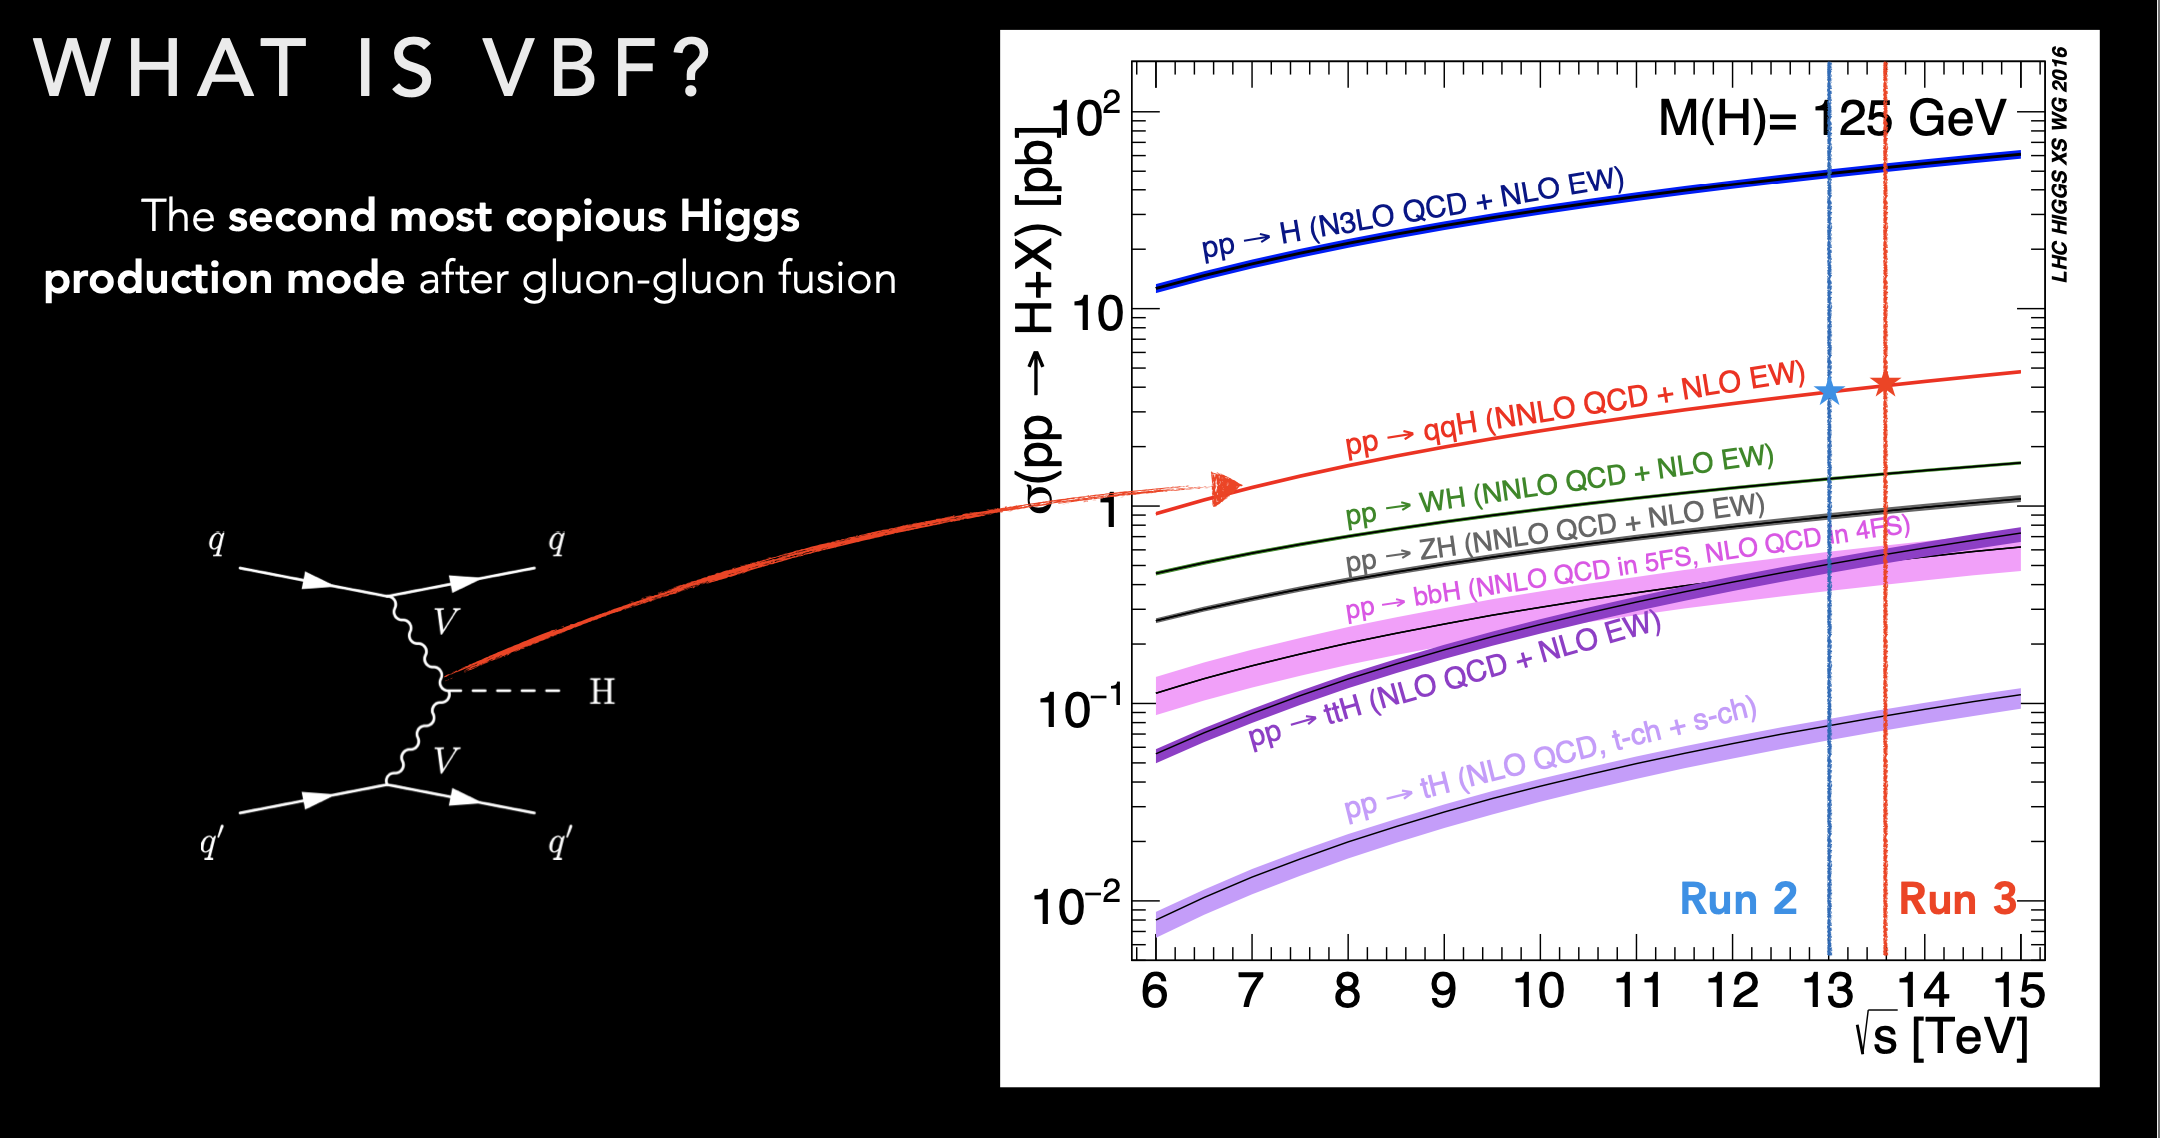 WHAT IS VBF?
The second most copious Higgs
production mode after gluon-gluon fusion
q
q
V
H
V
q′
q′
σ(pp → H+X) [pb]
10²
10
1
10⁻¹
10⁻²
M(H)= 125 GeV
LHC HIGGS XS WG 2016
pp → H (N3LO QCD + NLO EW)
pp → qqH (NNLO QCD + NLO EW)
pp → WH (NNLO QCD + NLO EW)
pp → ZH (NNLO QCD + NLO EW)
pp → bbH (NNLO QCD in 5FS, NLO QCD in 4FS)
pp → ttH (NLO QCD + NLO EW)
pp → tH (NLO QCD, t-ch + s-ch)
Run 2
Run 3
6 7 8 9 10 11 12 13 14 15
√s [TeV]